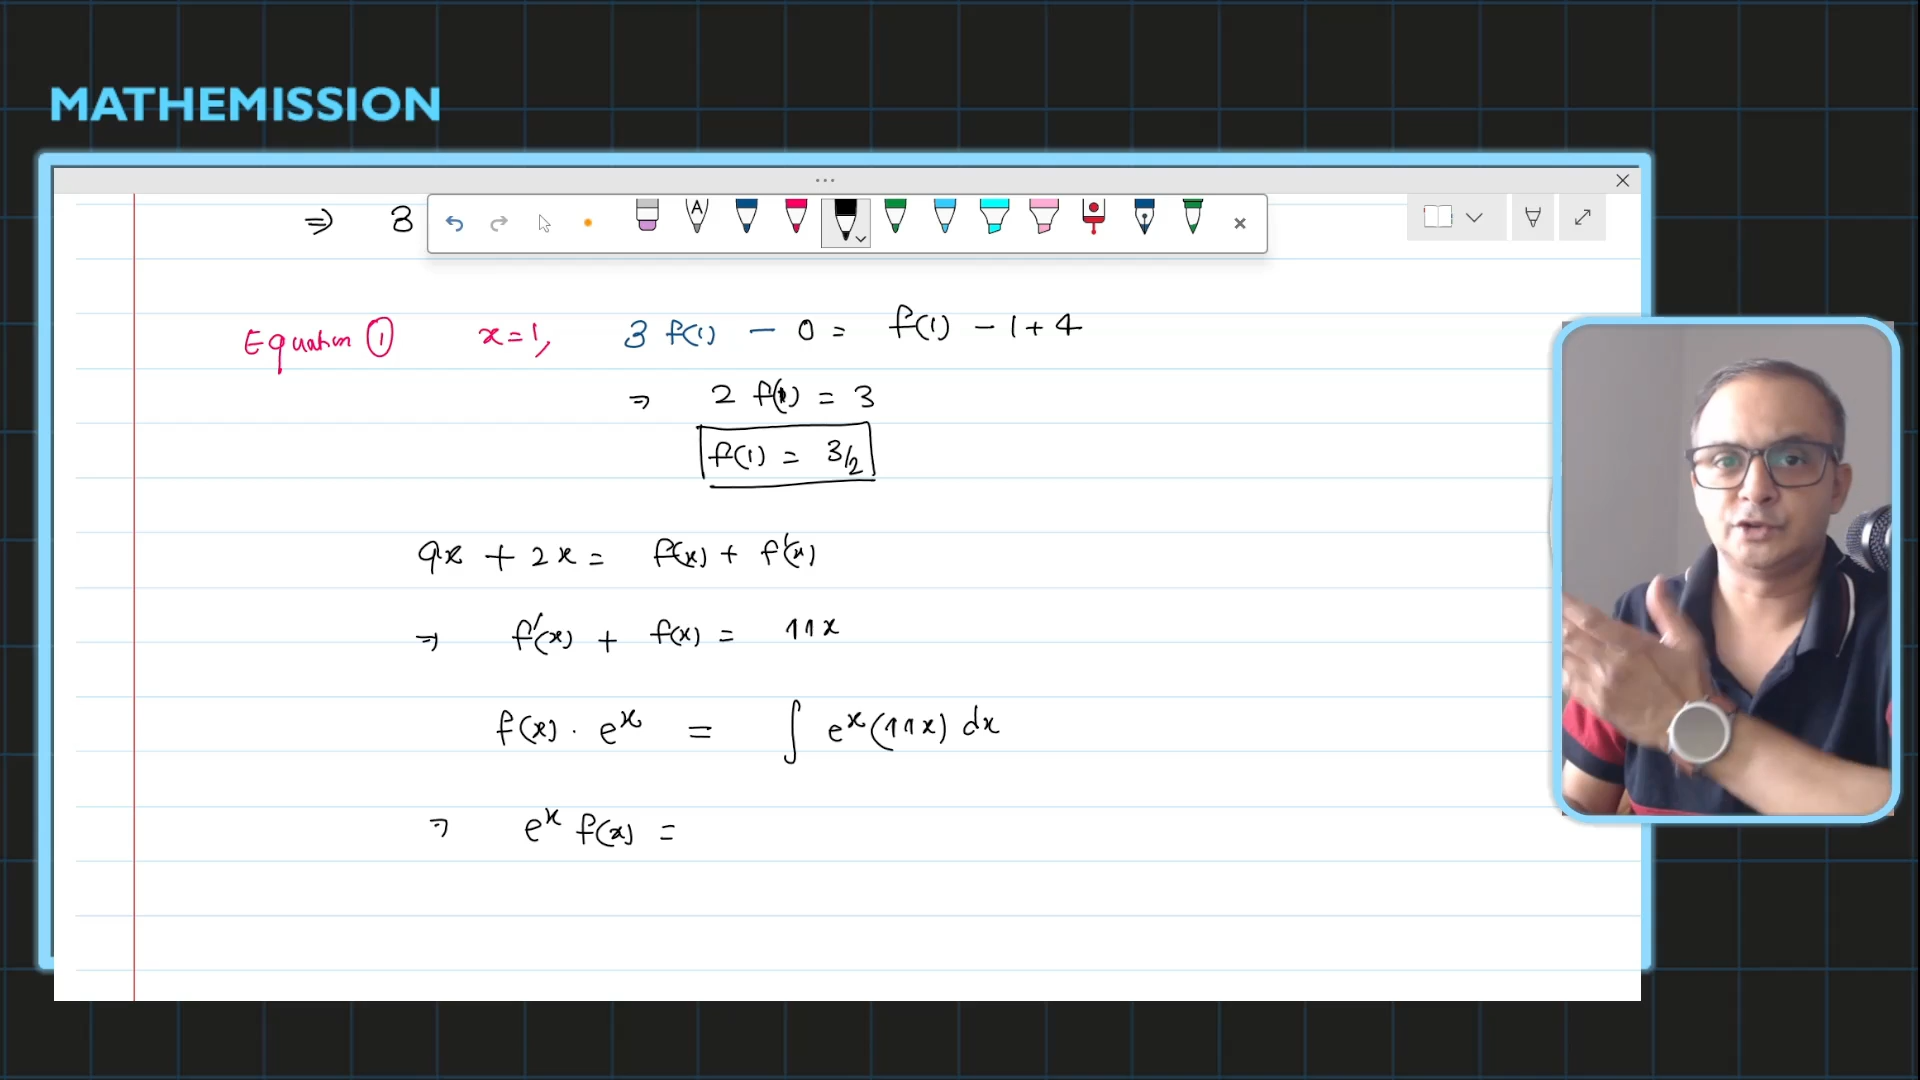 MATHEMISSION
⇒ 3
Equation ① x=1, 3 f(1) − 0 = f(1) − 1 + 4
⇒ 2 f(1) = 3
f(1) = 3/2
9x + 2x = f(x) + f'(x)
⇒ f'(x) + f(x) = 11x
f(x) · eˣ = ∫ eˣ (11x) dx
⇒ eˣ f(x) =